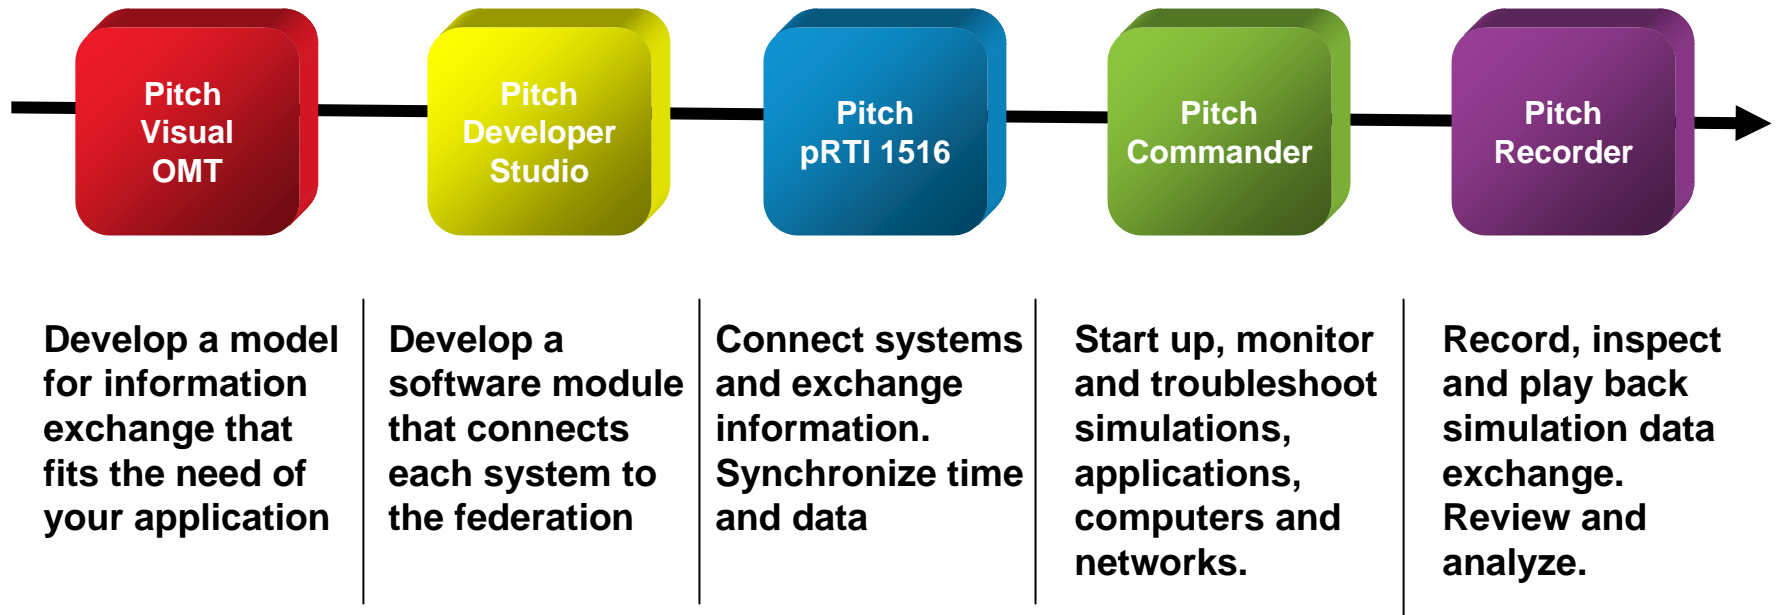 Pitch
Visual
OMT
Pitch
Developer
Studio
Pitch
pRTI 1516
Pitch
Commander
Pitch
Recorder
Develop a model
for information
exchange that
fits the need of
your application
Develop a
software module
that connects
each system to
the federation
Connect systems
and exchange
information.
Synchronize time
and data
Start up, monitor
and troubleshoot
simulations,
applications,
computers and
networks.
Record, inspect
and play back
simulation data
exchange.
Review and
analyze.